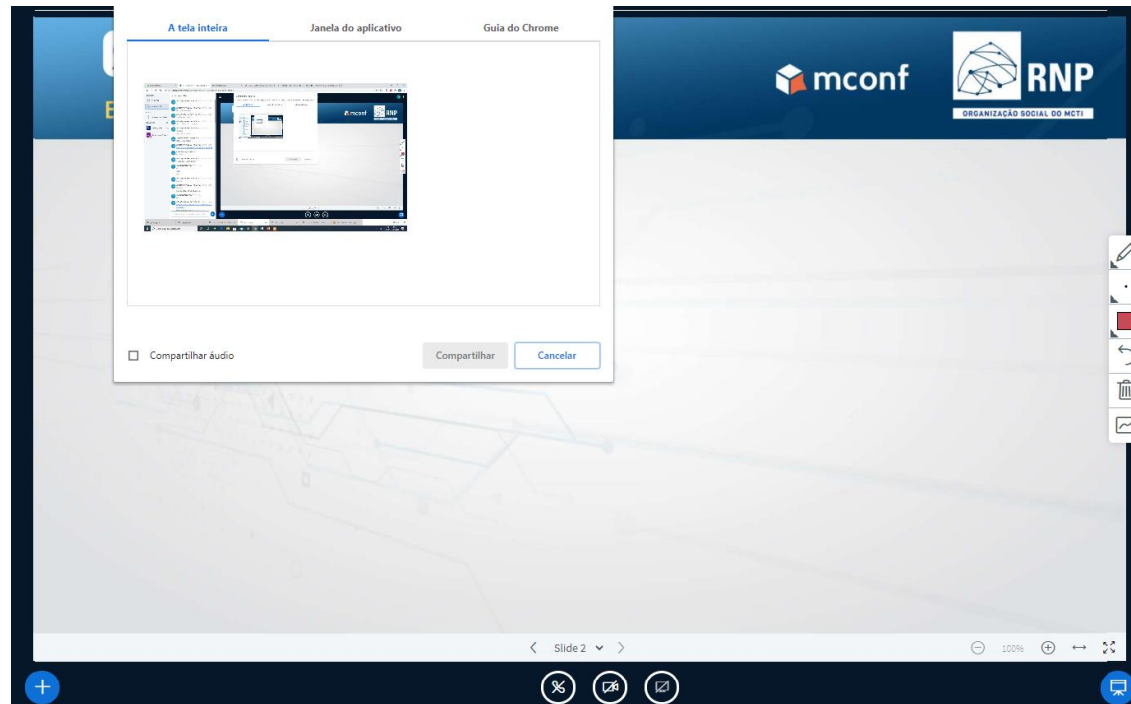 A tela inteira
Janela do aplicativo
Guia do Chrome
mconf
RNP
ORGANIZAÇÃO SOCIAL DO MCTI
Compartilhar áudio
Compartilhar
Cancelar
Slide 2
100%